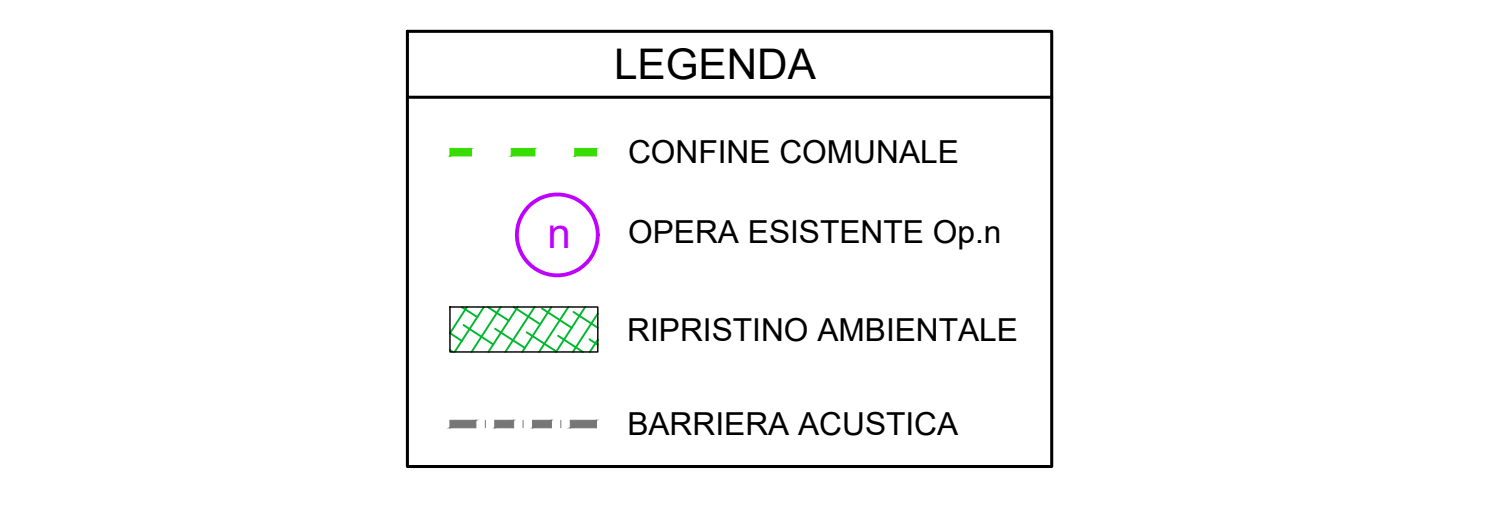 LEGENDA
CONFINE COMUNALE
n
OPERA ESISTENTE Op.n
RIPRISTINO AMBIENTALE
BARRIERA ACUSTICA